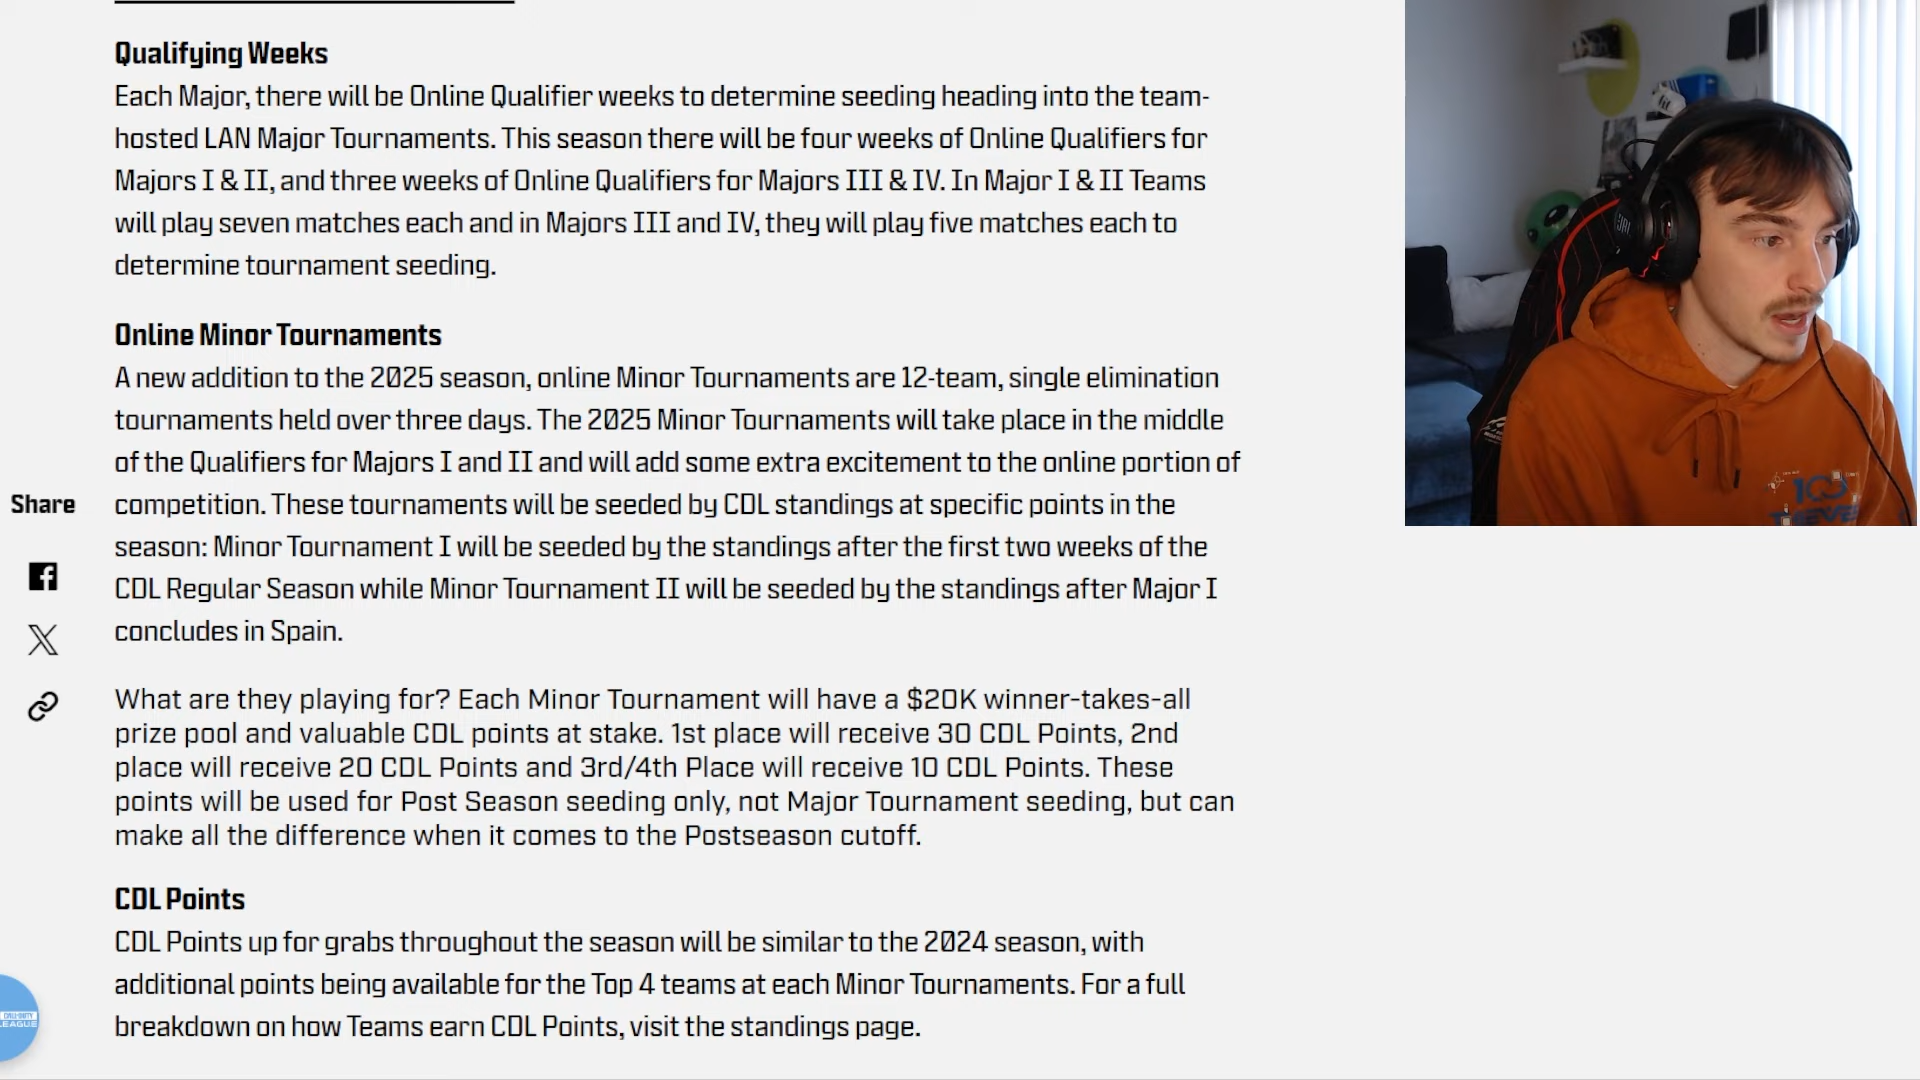 Qualifying Weeks
Each Major, there will be Online Qualifier weeks to determine seeding heading into the team-
hosted LAN Major Tournaments. This season there will be four weeks of Online Qualifiers for
Majors I & II, and three weeks of Online Qualifiers for Majors III & IV. In Major I & II Teams
will play seven matches each and in Majors III and IV, they will play five matches each to
determine tournament seeding.
Online Minor Tournaments
A new addition to the 2025 season, online Minor Tournaments are 12-team, single elimination
tournaments held over three days. The 2025 Minor Tournaments will take place in the middle
of the Qualifiers for Majors I and II and will add some extra excitement to the online portion of
competition. These tournaments will be seeded by CDL standings at specific points in the
season: Minor Tournament I will be seeded by the standings after the first two weeks of the
CDL Regular Season while Minor Tournament II will be seeded by the standings after Major I
concludes in Spain.
What are they playing for? Each Minor Tournament will have a $20K winner-takes-all
prize pool and valuable CDL points at stake. 1st place will receive 30 CDL Points, 2nd
place will receive 20 CDL Points and 3rd/4th Place will receive 10 CDL Points. These
points will be used for Post Season seeding only, not Major Tournament seeding, but can
make all the difference when it comes to the Postseason cutoff.
CDL Points
CDL Points up for grabs throughout the season will be similar to the 2024 season, with
additional points being available for the Top 4 teams at each Minor Tournaments. For a full
breakdown on how Teams earn CDL Points, visit the standings page.
Share
JBL
100